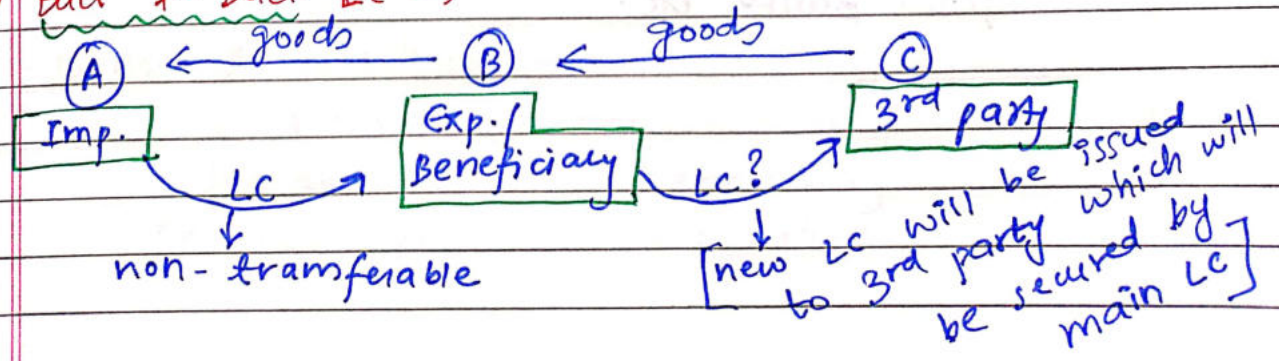 goods goods
A B C
Imp. Exp./ 3rd party
Beneficiary
LC LC?
non-transferable
[new LC will be issued
to 3rd party which will
be secured by
main LC]